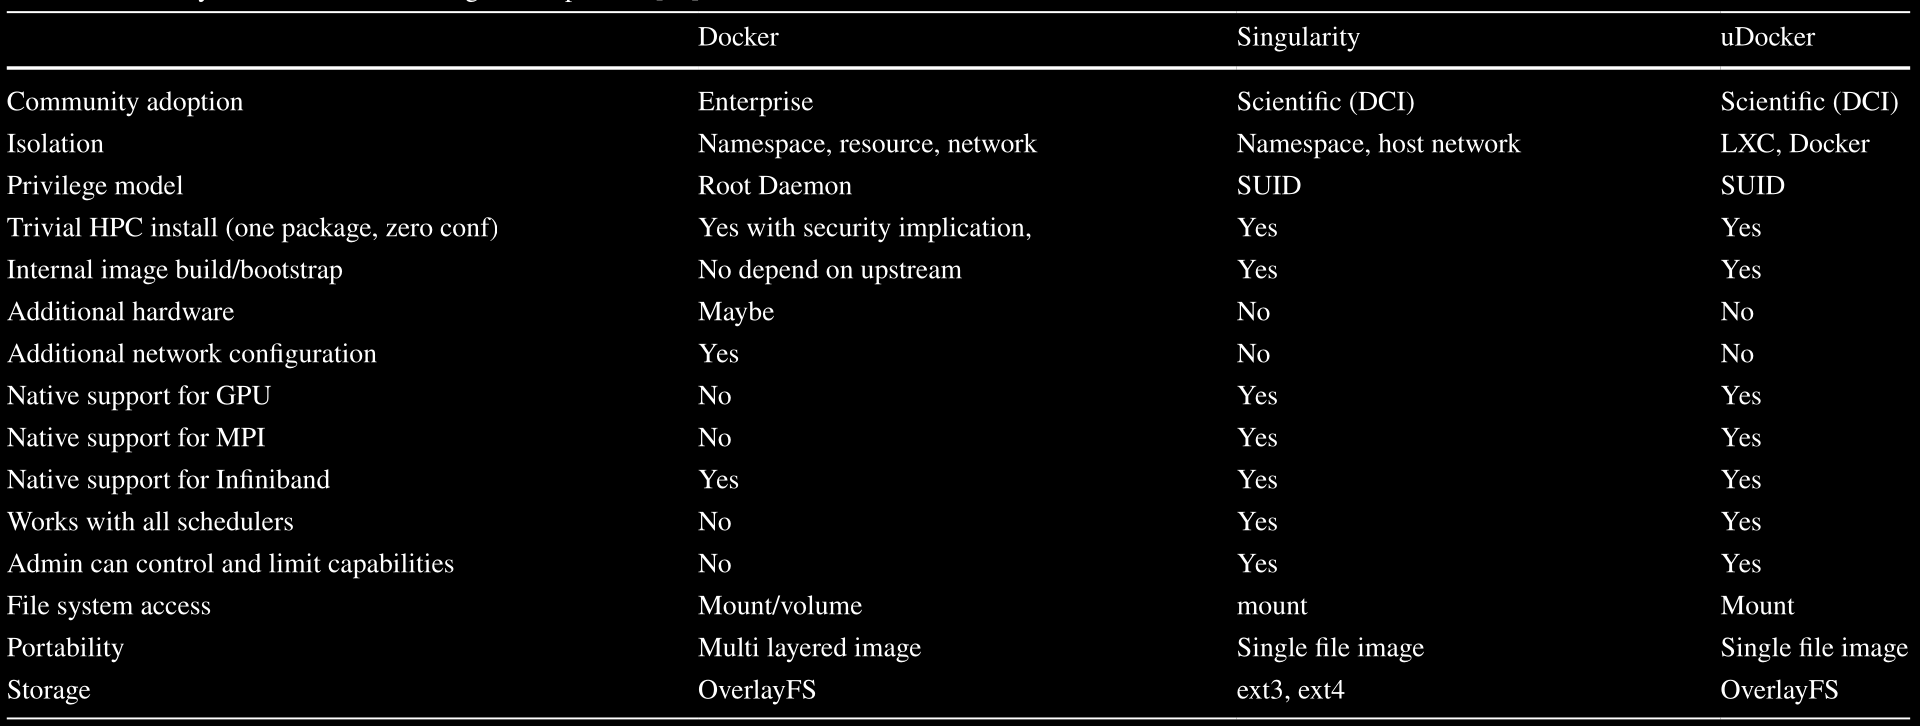 Docker Singularity uDocker
Community adoption Enterprise Scientific (DCI) Scientific (DCI)
Isolation Namespace, resource, network Namespace, host network LXC, Docker
Privilege model Root Daemon SUID SUID
Trivial HPC install (one package, zero conf) Yes with security implication, Yes Yes
Internal image build/bootstrap No depend on upstream Yes Yes
Additional hardware Maybe No No
Additional network configuration Yes No No
Native support for GPU No Yes Yes
Native support for MPI No Yes Yes
Native support for Infiniband Yes Yes Yes
Works with all schedulers No Yes Yes
Admin can control and limit capabilities No Yes Yes
File system access Mount/volume mount Mount
Portability Multi layered image Single file image Single file image
Storage OverlayFS ext3, ext4 OverlayFS